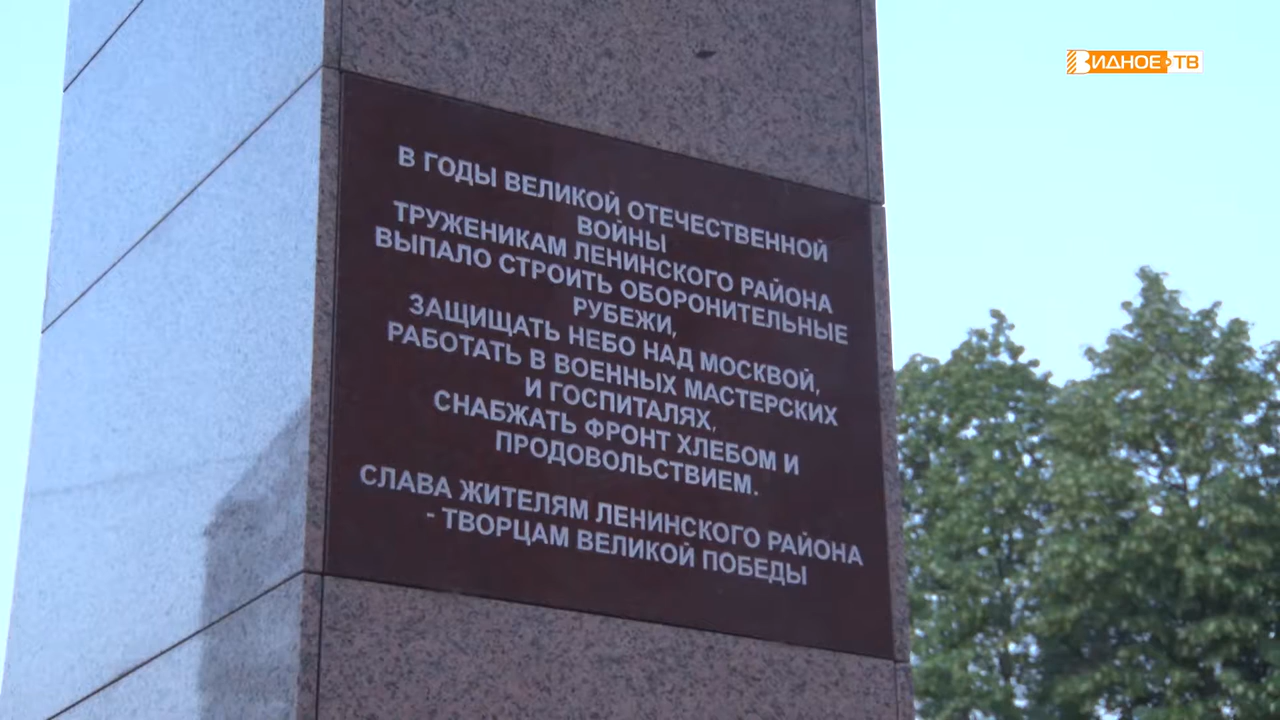 ВИДНОЕ ТВ
В ГОДЫ ВЕЛИКОЙ ОТЕЧЕСТВЕННОЙ
ВОЙНЫ
ТРУЖЕНИКАМ ЛЕНИНСКОГО РАЙОНА
ВЫПАЛО СТРОИТЬ ОБОРОНИТЕЛЬНЫЕ
РУБЕЖИ,
ЗАЩИЩАТЬ НЕБО НАД МОСКВОЙ,
РАБОТАТЬ В ВОЕННЫХ МАСТЕРСКИХ
И ГОСПИТАЛЯХ,
СНАБЖАТЬ ФРОНТ ХЛЕБОМ И
ПРОДОВОЛЬСТВИЕМ.
СЛАВА ЖИТЕЛЯМ ЛЕНИНСКОГО РАЙОНА
- ТВОРЦАМ ВЕЛИКОЙ ПОБЕДЫ